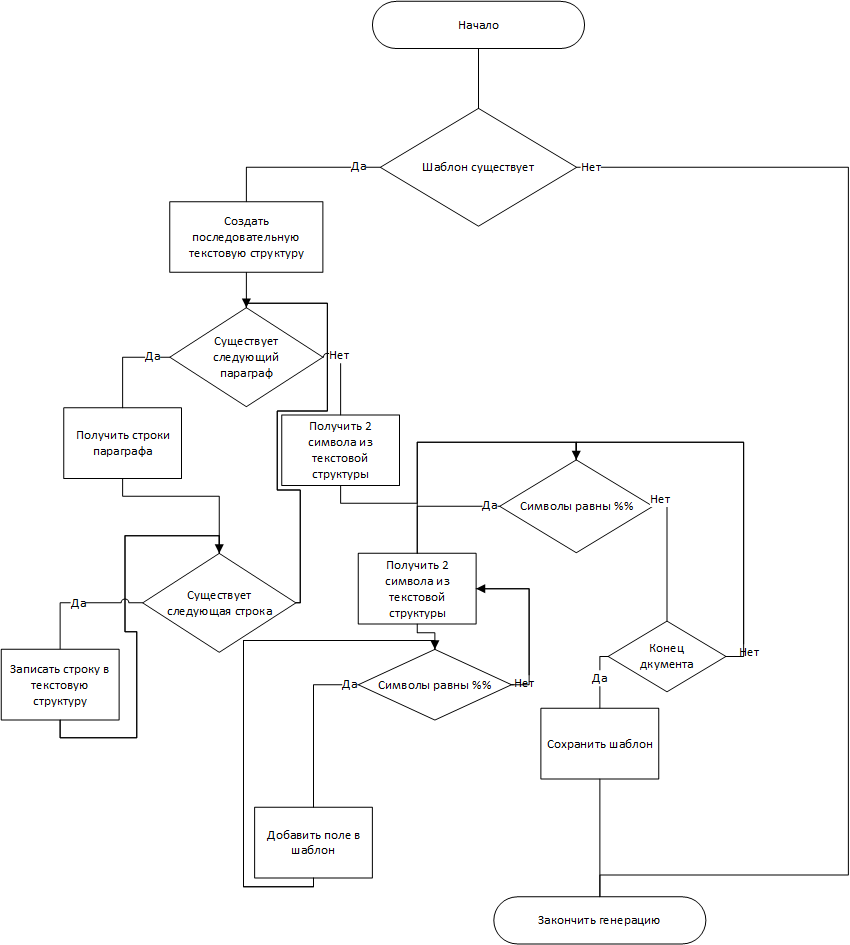 Начало
Шаблон существует
Да
Нет
Создать
последовательную
текстовую структуру
Существует
следующий
параграф
Да
Нет
Получить строки
параграфа
Получить 2
символа из
текстовой
структуры
Символы равны %%
Да
Нет
Получить 2
символа из
текстовой
структуры
Существует
следующая строка
Да
Записать строку в
текстовую
структуру
Символы равны %%
Да
Нет
Конец
дкумента
Да
Нет
Сохранить шаблон
Добавить поле в
шаблон
Закончить генерацию